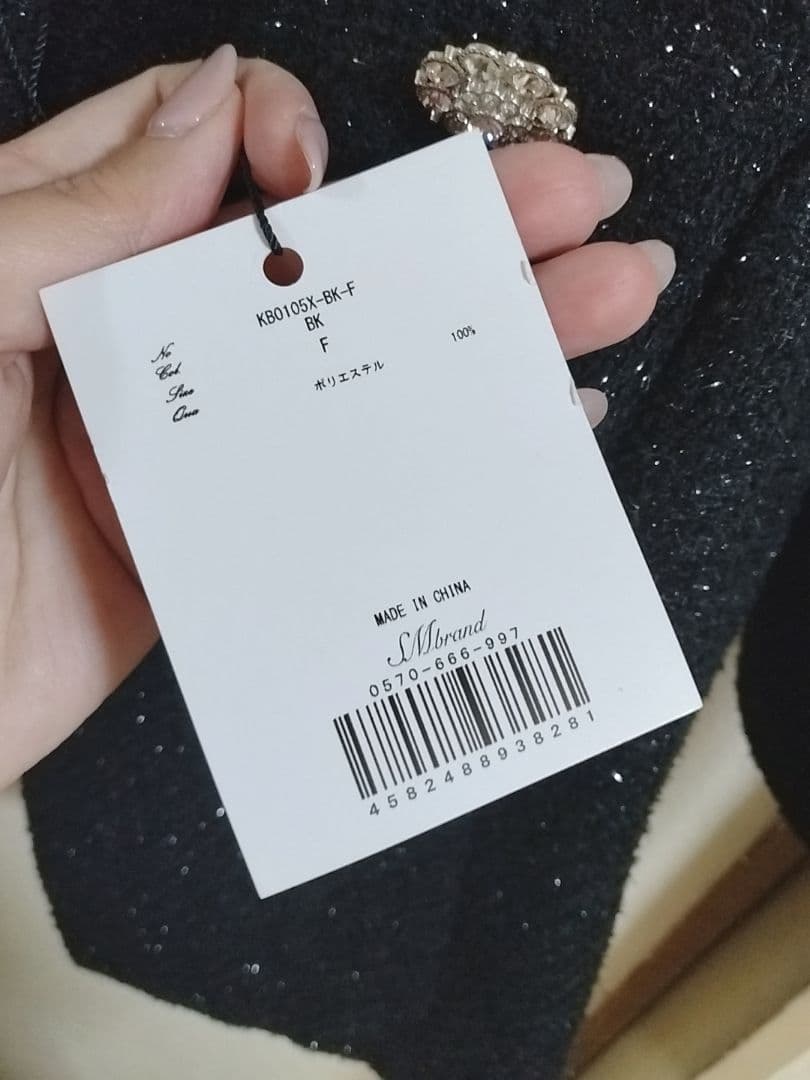 No KB0105X-BK-F
Col. BK
Size F
Qua ポリエステル 100%
MADE IN CHINA
SMbrand
0570-666-997
4582488938281